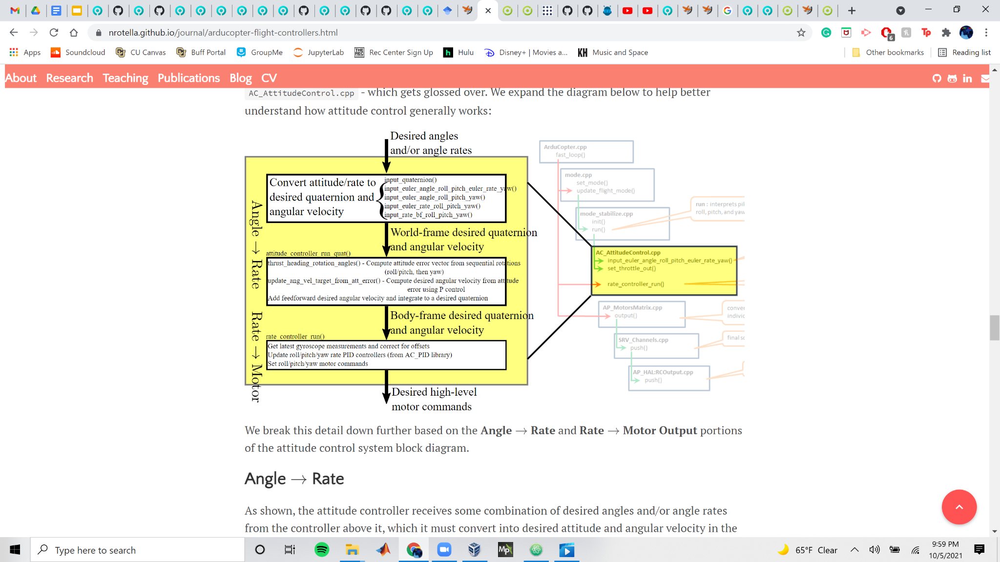 nrotella.github.io/journal/arducopter-flight-controllers.html
6
Apps
Soundcloud
CU Canvas
Buff Portal
GroupMe
JupyterLab
THE REC
Rec Center Sign Up
h
Hulu
Disney+ | Movies a...
KH
Music and Space
Other bookmarks
Reading list
About Research Teaching Publications Blog CV
AC_AttitudeControl.cpp - which gets glossed over. We expand the diagram below to help better
understand how attitude control generally works:
Desired angles
and/or angle rates
Angle → Rate
Convert attitude/rate to
desired quaternion and
angular velocity
input_quaternion()
input_euler_angle_roll_pitch_euler_rate_yaw()
input_euler_angle_roll_pitch_yaw()
input_euler_rate_roll_pitch_yaw()
input_rate_bf_roll_pitch_yaw()
World-frame desired quaternion
and angular velocity
attitude_controller_run_quat()
thrust_heading_rotation_angles() - Compute attitude error vector from sequential rotations
(roll/pitch, then yaw)
update_ang_vel_target_from_att_error() - Compute desired angular velocity from attitude
error using P control
Add feedforward desired angular velocity and integrate to a desired quaternion
Body-frame desired quaternion
and angular velocity
Rate → Motor
rate_controller_run()
Get latest gyroscope measurements and correct for offsets
Update roll/pitch/yaw rate PID controllers (from AC_PID library)
Set roll/pitch/yaw motor commands
Desired high-level
motor commands
ArduCopter.cpp
fast_loop()
mode.cpp
set_mode()
update_flight_mode()
mode_stabilize.cpp
init()
run()
run : interprets pil
roll, pitch, and yaw
AC_AttitudeControl.cpp
input_euler_angle_roll_pitch_euler_rate_yaw()
set_throttle_out()
rate_controller_run()
AP_MotorsMatrix.cpp
output()
conver
individ
SRV_Channels.cpp
push()
final sc
AP_HAL:RCOutput.cpp
push()
We break this detail down further based on the Angle → Rate and Rate → Motor Output portions
of the attitude control system block diagram.
Angle → Rate
As shown, the attitude controller receives some combination of desired angles and/or angle rates
from the controller above it, which it must convert into desired attitude and angular velocity in the
Type here to search
Mp
65°F Clear
9:59 PM
10/5/2021